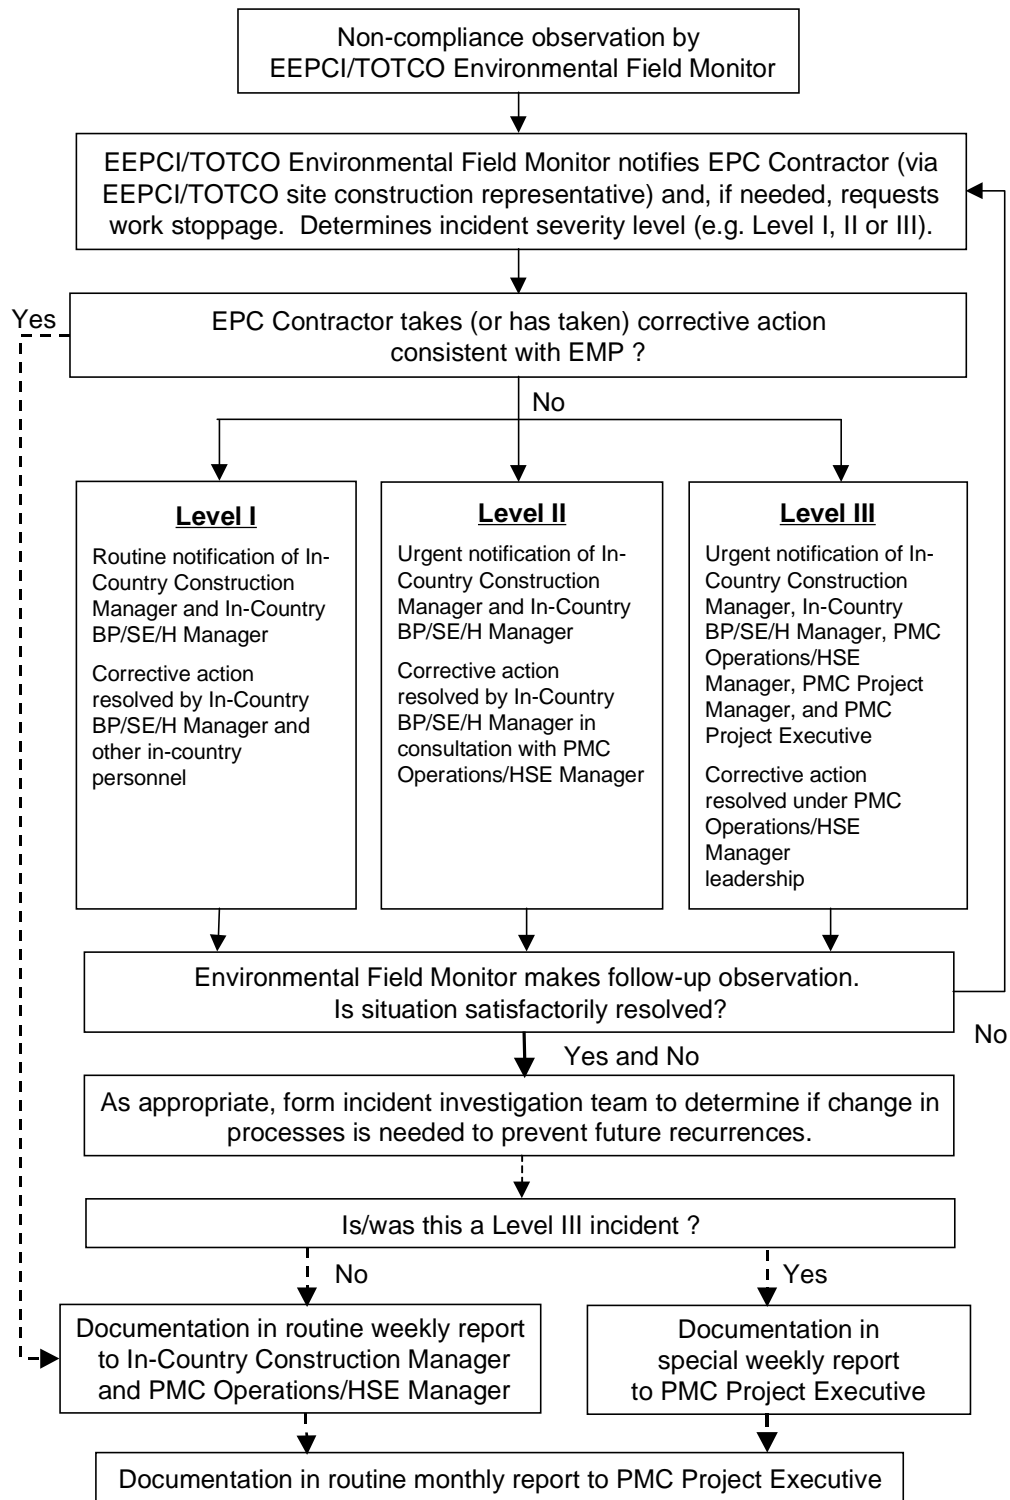 Non-compliance observation by
EEPCI/TOTCO Environmental Field Monitor
EEPCI/TOTCO Environmental Field Monitor notifies EPC Contractor (via
EEPCI/TOTCO site construction representative) and, if needed, requests
work stoppage.  Determines incident severity level (e.g. Level I, II or III).
Yes
EPC Contractor takes (or has taken) corrective action
consistent with EMP ?
No
Level I
Routine notification of In-
Country Construction
Manager and In-Country
BP/SE/H Manager
Corrective action
resolved by In-Country
BP/SE/H Manager and
other in-country
personnel
Level II
Urgent notification of In-
Country Construction
Manager and In-Country
BP/SE/H Manager
Corrective action
resolved by In-Country
BP/SE/H Manager in
consultation with PMC
Operations/HSE Manager
Level III
Urgent notification of In-
Country Construction
Manager, In-Country
BP/SE/H Manager, PMC
Operations/HSE
Manager, PMC Project
Manager, and PMC
Project Executive
Corrective action
resolved under PMC
Operations/HSE
Manager
leadership
Environmental Field Monitor makes follow-up observation.
Is situation satisfactorily resolved?
No
Yes and No
As appropriate, form incident investigation team to determine if change in
processes is needed to prevent future recurrences.
Is/was this a Level III incident ?
No
Yes
Documentation in routine weekly report
to In-Country Construction Manager
and PMC Operations/HSE Manager
Documentation in
special weekly report
to PMC Project Executive
Documentation in routine monthly report to PMC Project Executive